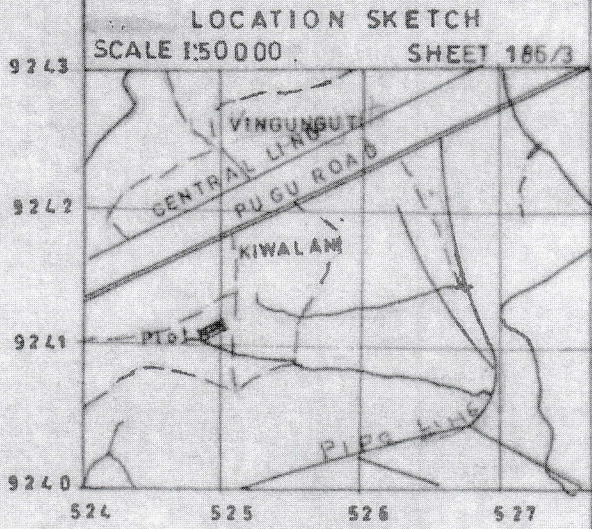 LOCATION SKETCH
SCALE 1:50000. SHEET 186/3
9243
VINGUNGUTI
CENTRAL LINE
PUGU ROAD
9242
KIWALANI
9241
Plot
PIPE LINE
9240
524 525 526 527